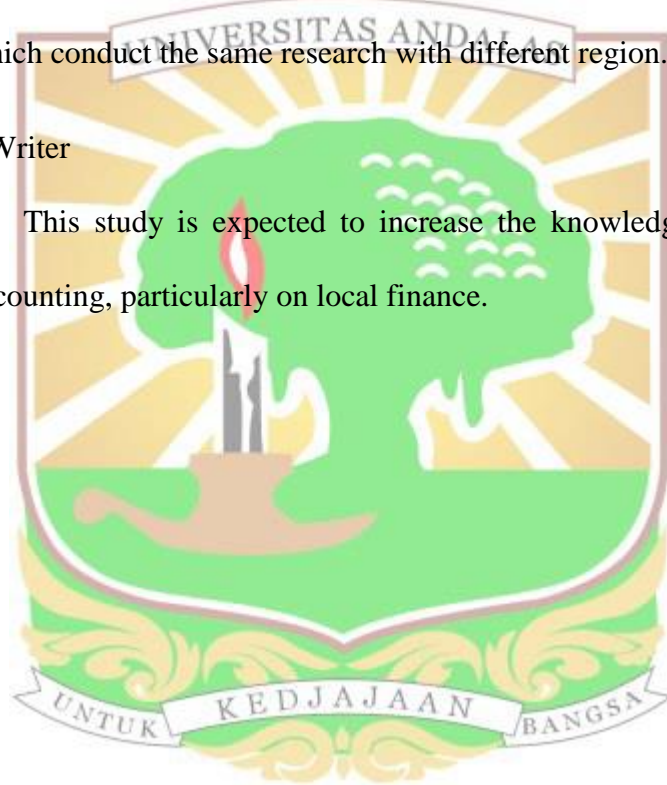 UNIVERSITAS ANDALAS
hich conduct the same research with different region.
Writer
This study is expected to increase the knowledg
counting, particularly on local finance.
UNTUK KEDJAJAAN BANGSA